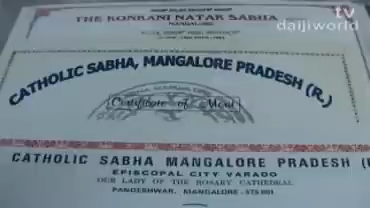 TV
daijiworld
THE KONKANI NATAK SABHA
MANGALORE
CATHOLIC SABHA, MANGALORE PRADESH (R.)
Certificate of Merit
CATHOLIC SABHA MANGALORE PRADESH (R
EPISCOPAL CITY VARADO
OUR LADY OF THE ROSARY CATHEDRAL
PANDESHWAR, MANGALORE - 575 001